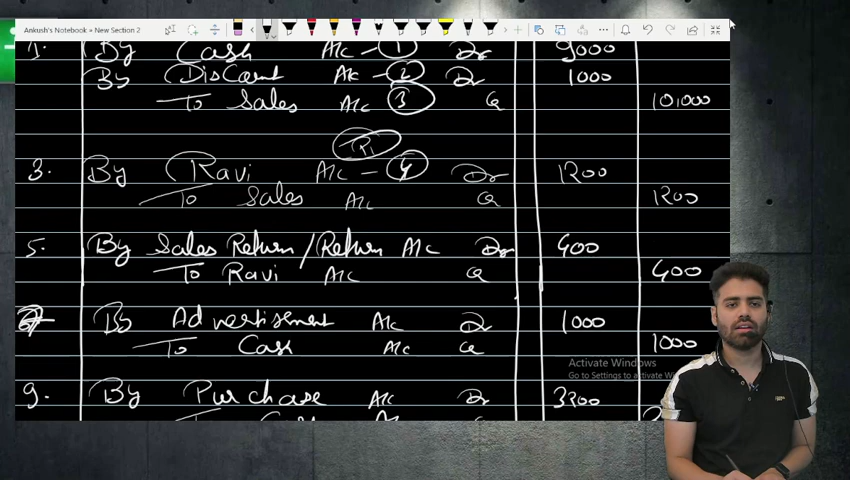 Ankush's Notebook » New Section 2
1. By Cash A/c - 1 Dr 9000
By Discount A/c - 2 Dr 1000
To Sales A/c 3 Cr 10,000
3. By Ravi A/c - 4 Dr 1200
To Sales A/c Cr 1200
5. By Sales Return/Return A/c Dr 400
To Ravi A/c Cr 400
By Advertisment A/c Dr 1000
To Cash A/c Cr 1000
Activate Windows
Go to Settings to activate Win
9. By Purchase A/c Dr 3200